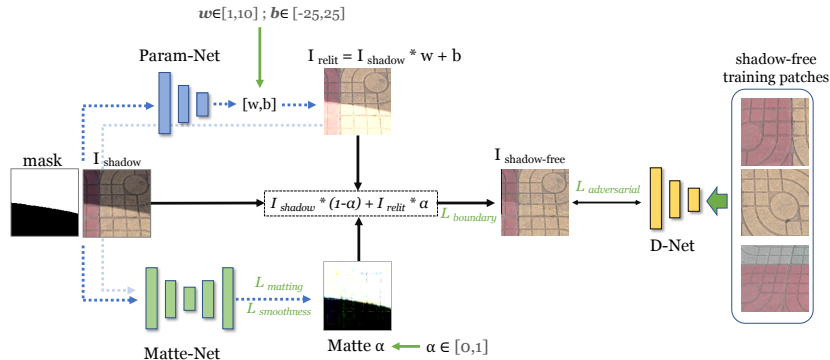 w∈[1,10] ; b∈ [-25,25]
Param-Net
I relit = I shadow * w + b
shadow-free
training patches
[w,b]
mask
I shadow
I shadow-free
I shadow *(1-α) + I relit * α
L boundary
L adversarial
D-Net
L matting
L smoothness
Matte-Net
Matte α
α ∈ [0,1]